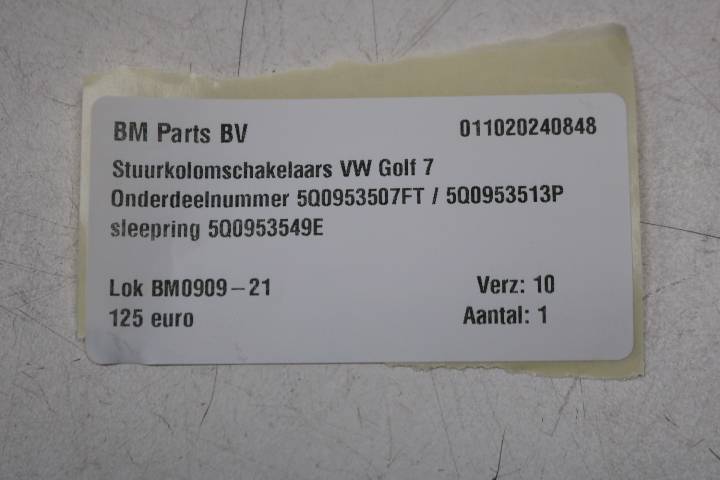 BM Parts BV 011020240848
Stuurkolomschakelaars VW Golf 7
Onderdeelnummer 5Q0953507FT / 5Q0953513P
sleepring 5Q0953549E
Lok BM0909-21 Verz: 10
125 euro Aantal: 1